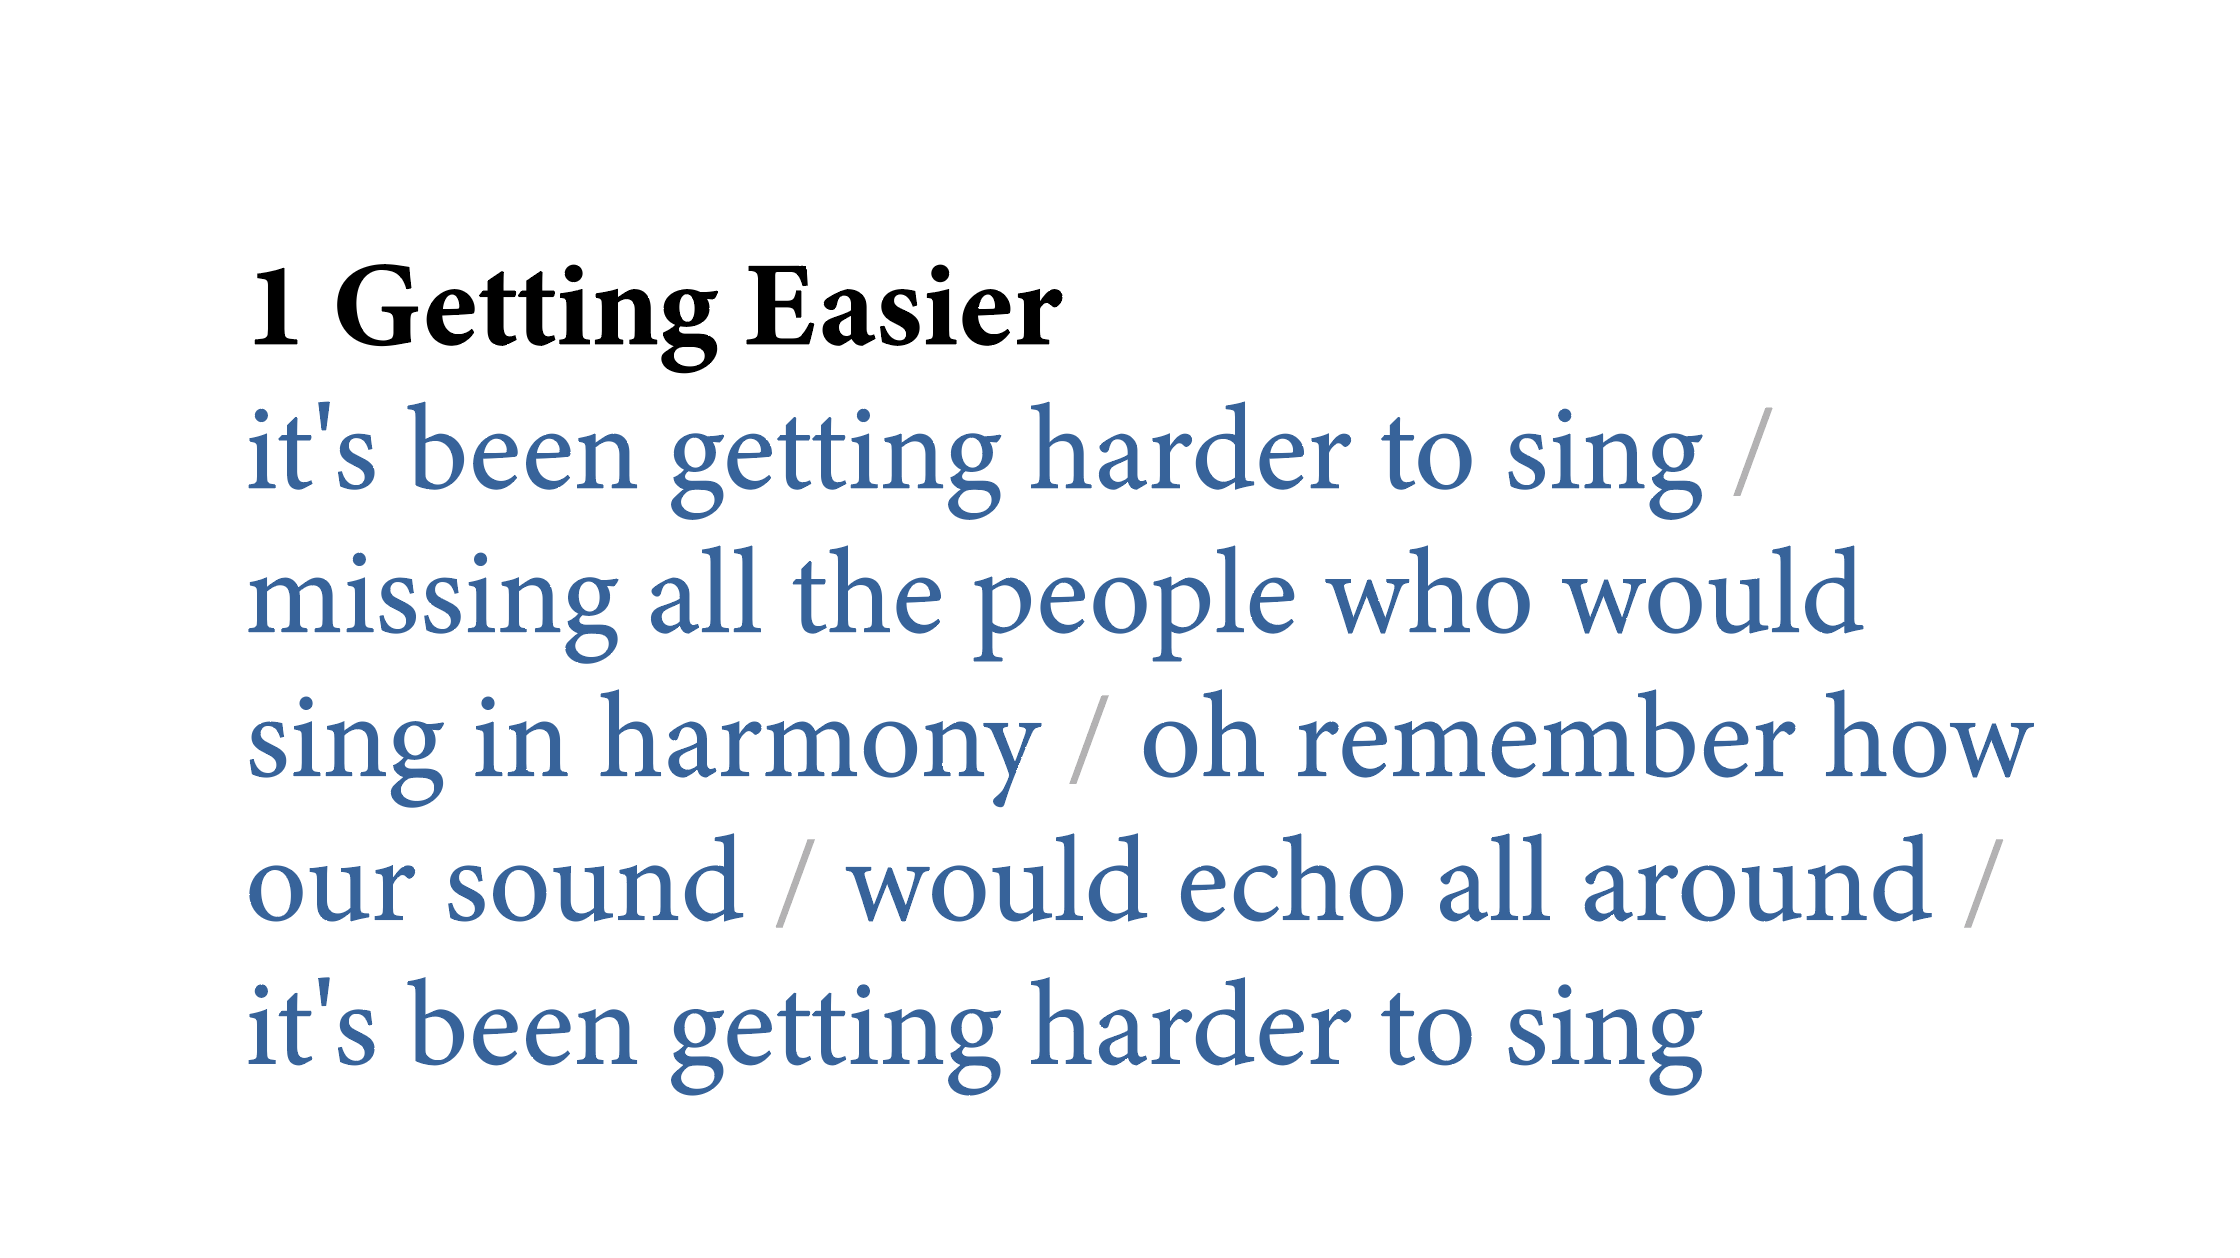 1 Getting Easier
it's been getting harder to sing /
missing all the people who would
sing in harmony / oh remember how
our sound / would echo all around /
it's been getting harder to sing